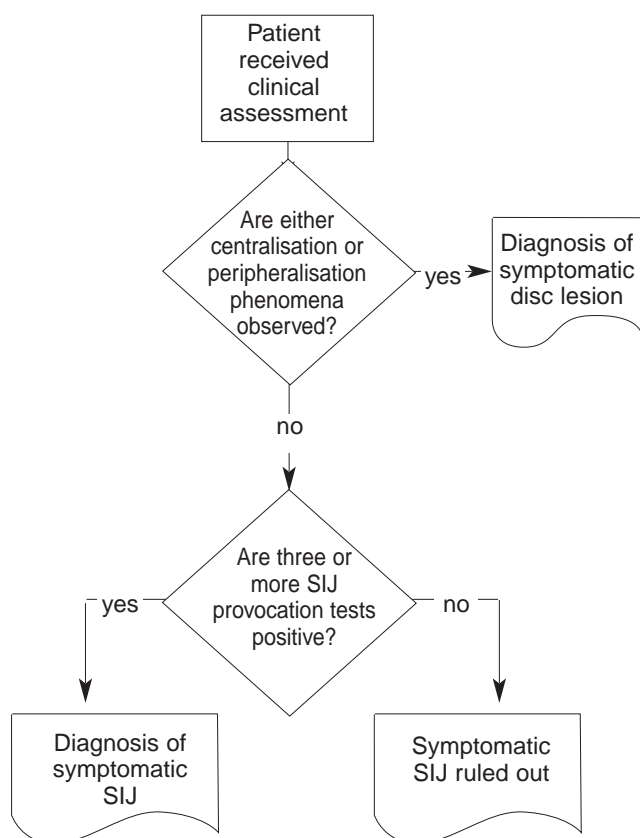 Patient
received
clinical
assessment
Are either
centralisation or
peripheralisation
phenomena
observed?
yes
Diagnosis of
symptomatic
disc lesion
no
Are three or
more SIJ
provocation tests
positive?
yes
no
Diagnosis of
symptomatic
SIJ
Symptomatic
SIJ ruled out